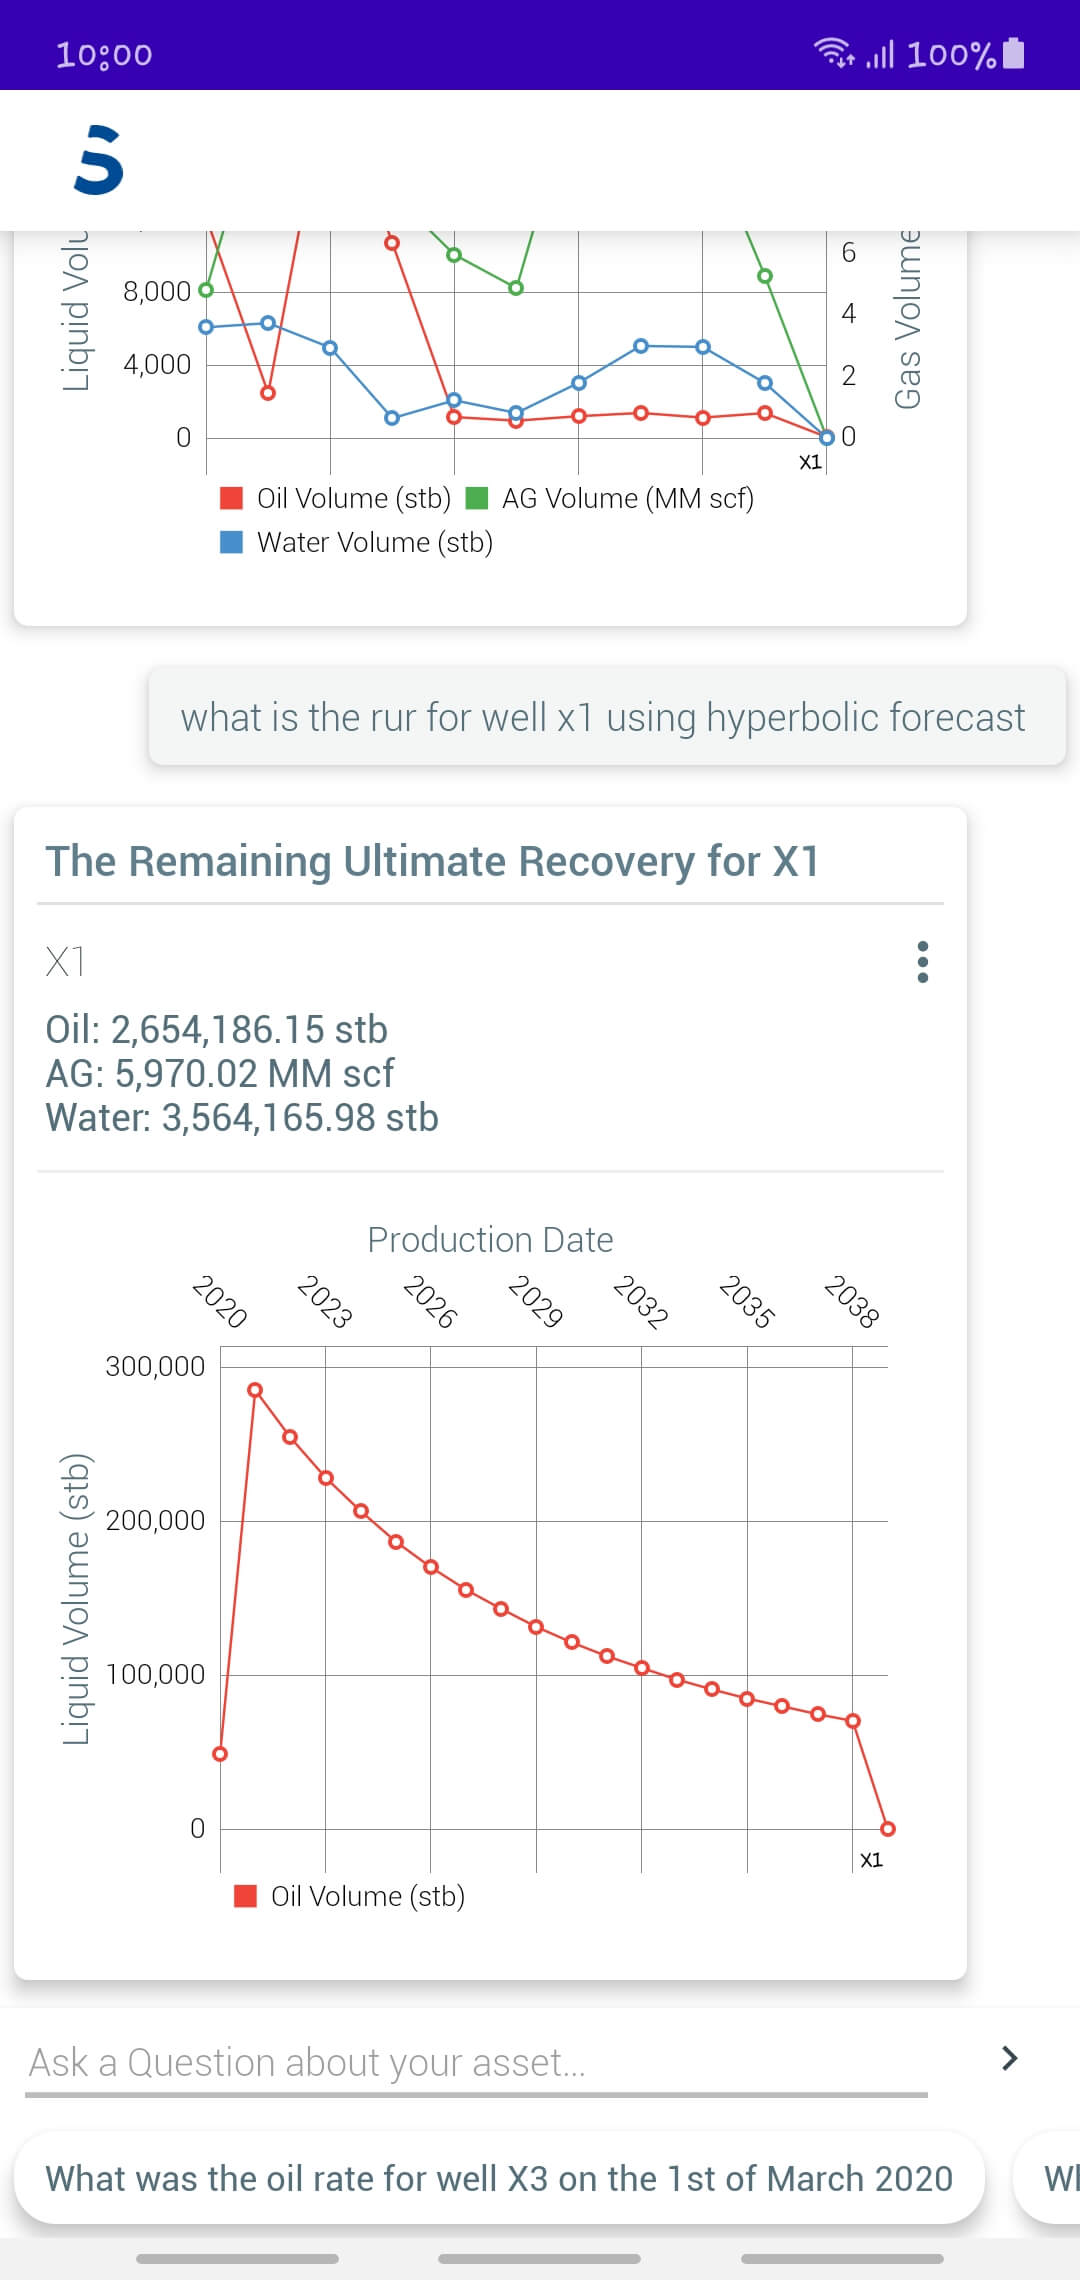 10:00
100%
S
Liquid Volu
8,000
4,000
0
6
4
2
0
Gas Volume
X1
Oil Volume (stb) AG Volume (MM scf)
Water Volume (stb)
what is the rur for well x1 using hyperbolic forecast
The Remaining Ultimate Recovery for X1
X1
Oil: 2,654,186.15 stb
AG: 5,970.02 MM scf
Water: 3,564,165.98 stb
Production Date
2020 2023 2026 2029 2032 2035 2038
Liquid Volume (stb)
300,000
200,000
100,000
0
X1
Oil Volume (stb)
Ask a Question about your asset...
What was the oil rate for well X3 on the 1st of March 2020